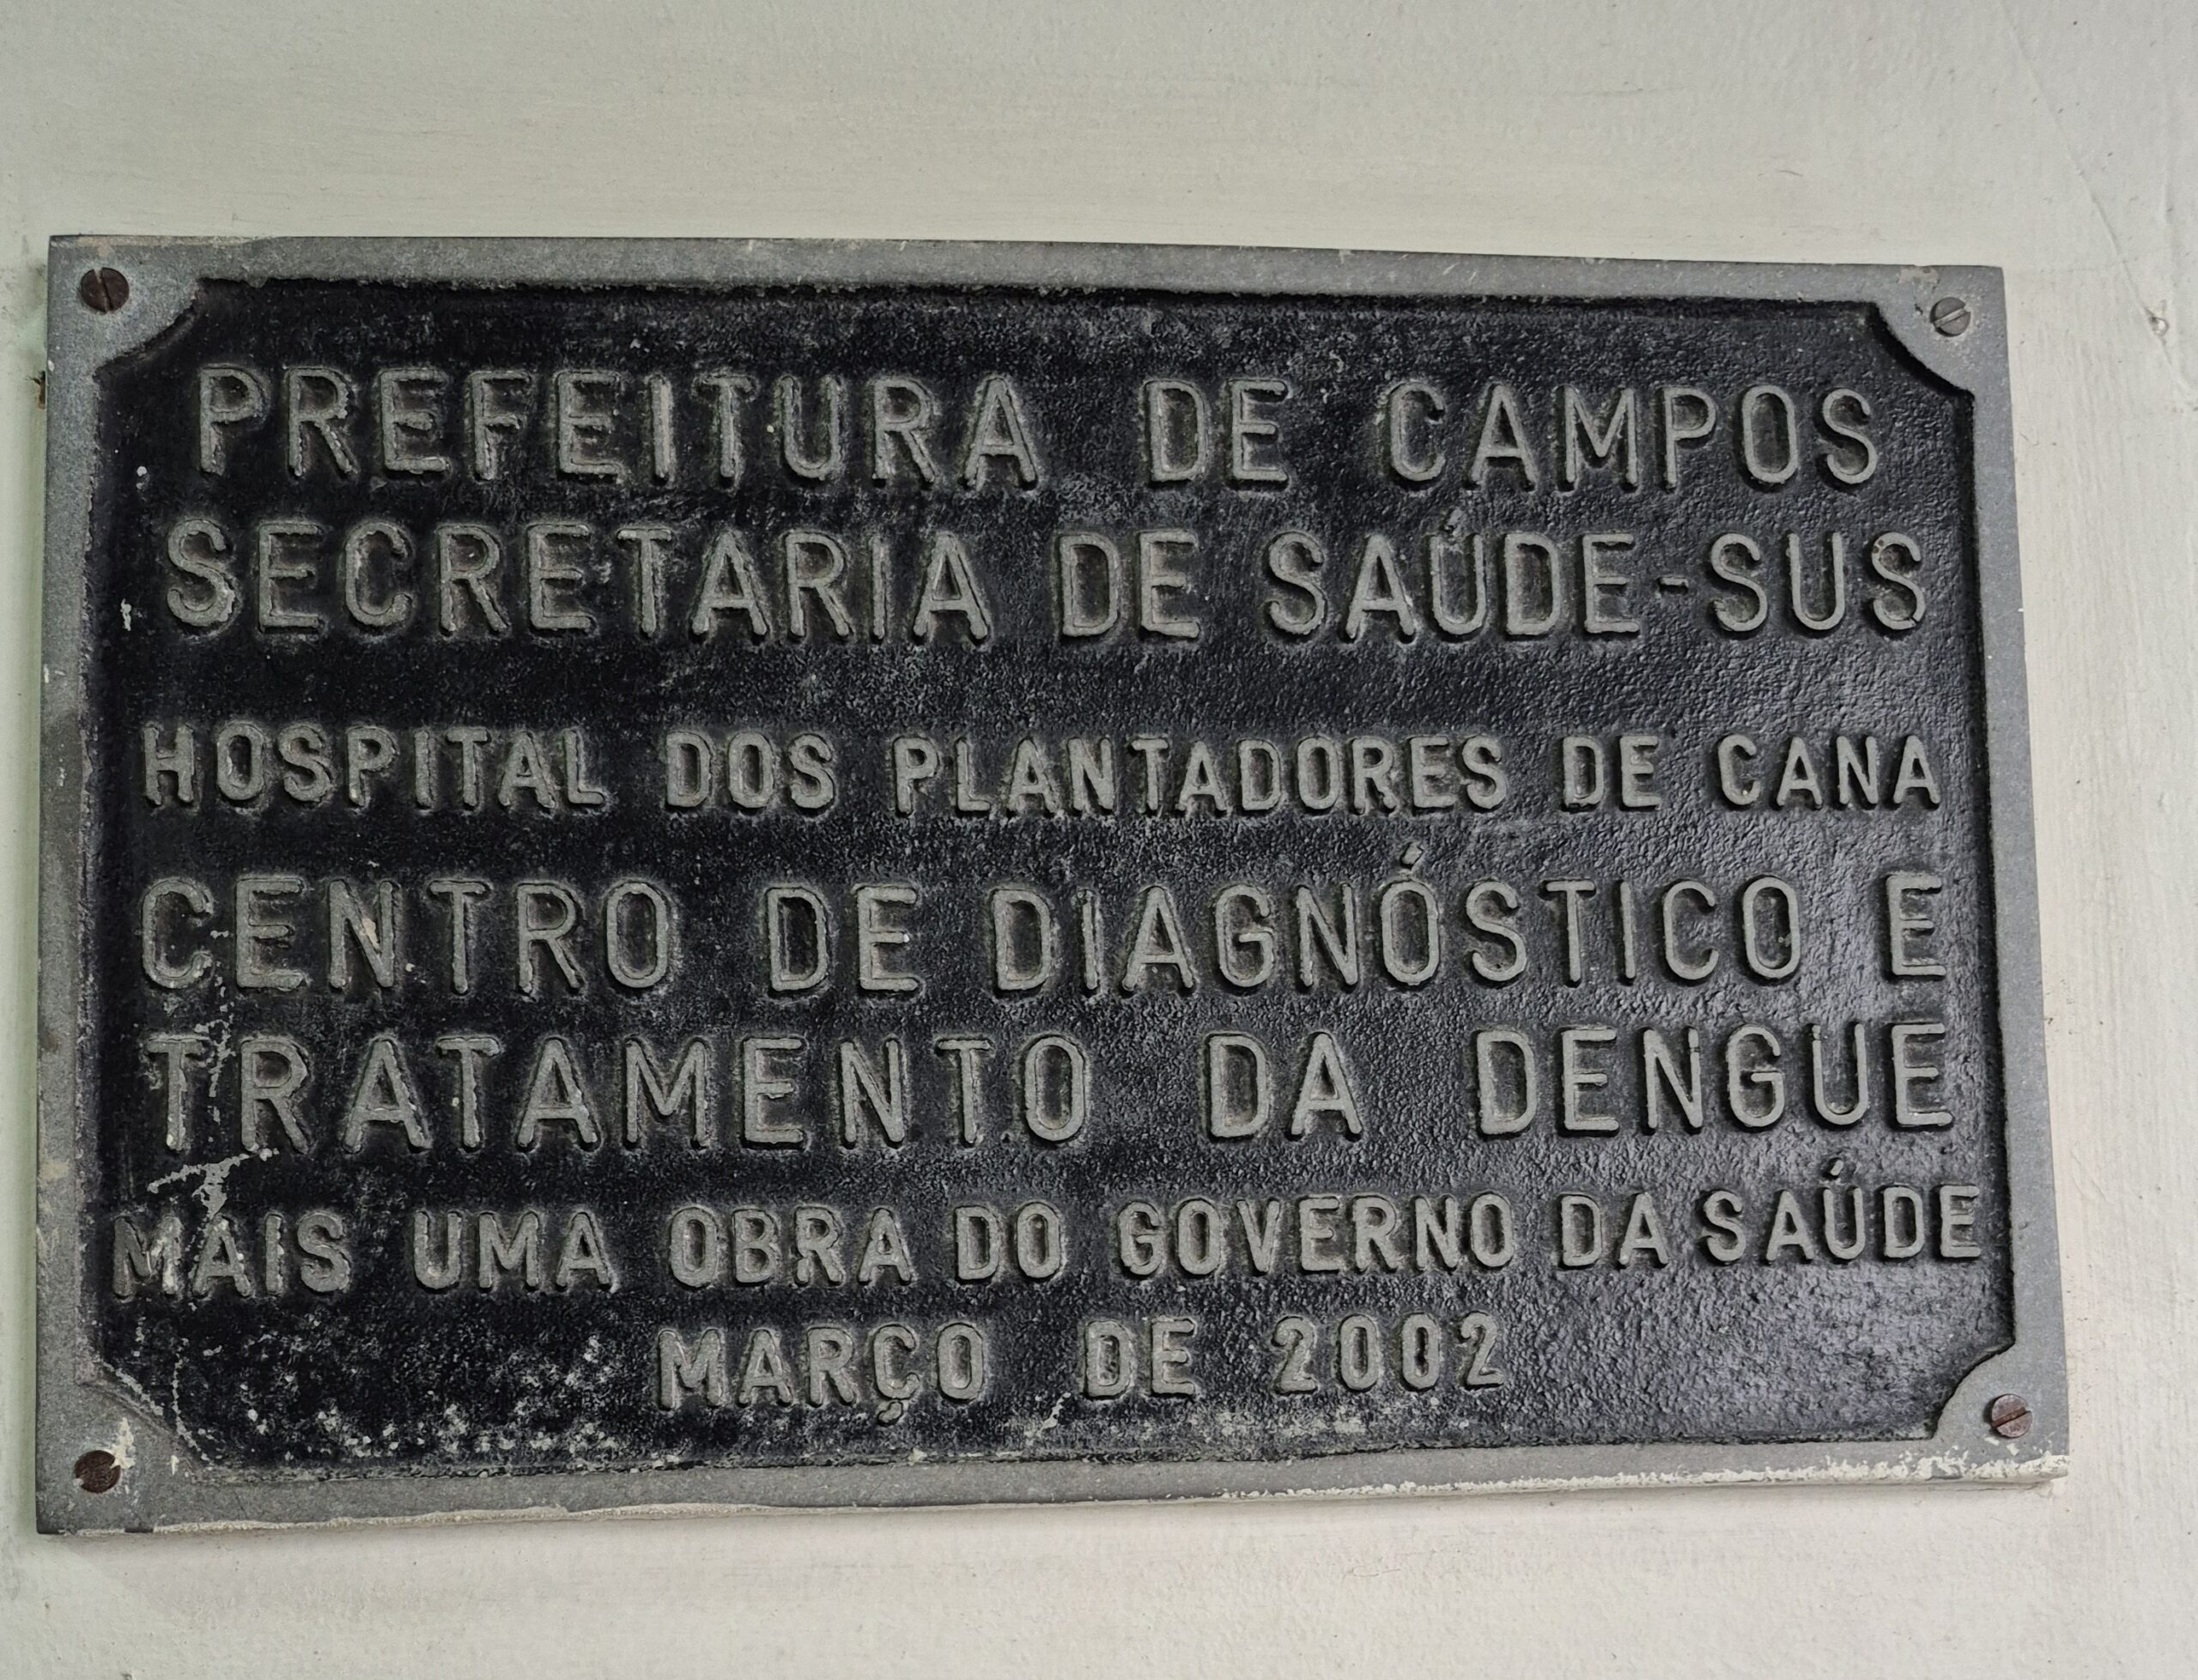 PREFEITURA DE CAMPOS
SECRETARIA DE SAÚDE-SUS
HOSPITAL DOS PLANTADORES DE CANA
CENTRO DE DIAGNÓSTICO E
TRATAMENTO DA DENGUE
MAIS UMA OBRA DO GOVERNO DA SAÚDE
MARÇO DE 2002